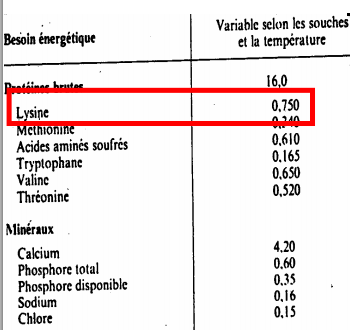 Besoin énergétique Variable selon les souches
et la température
Protéines brutes 16,0
Lysine 0,750
Méthionine 0,340
Acides aminés soufrés 0,610
Tryptophane 0,165
Valine 0,650
Thréonine 0,520
Minéraux
Calcium 4,20
Phosphore total 0,60
Phosphore disponible 0,35
Sodium 0,16
Chlore 0,15